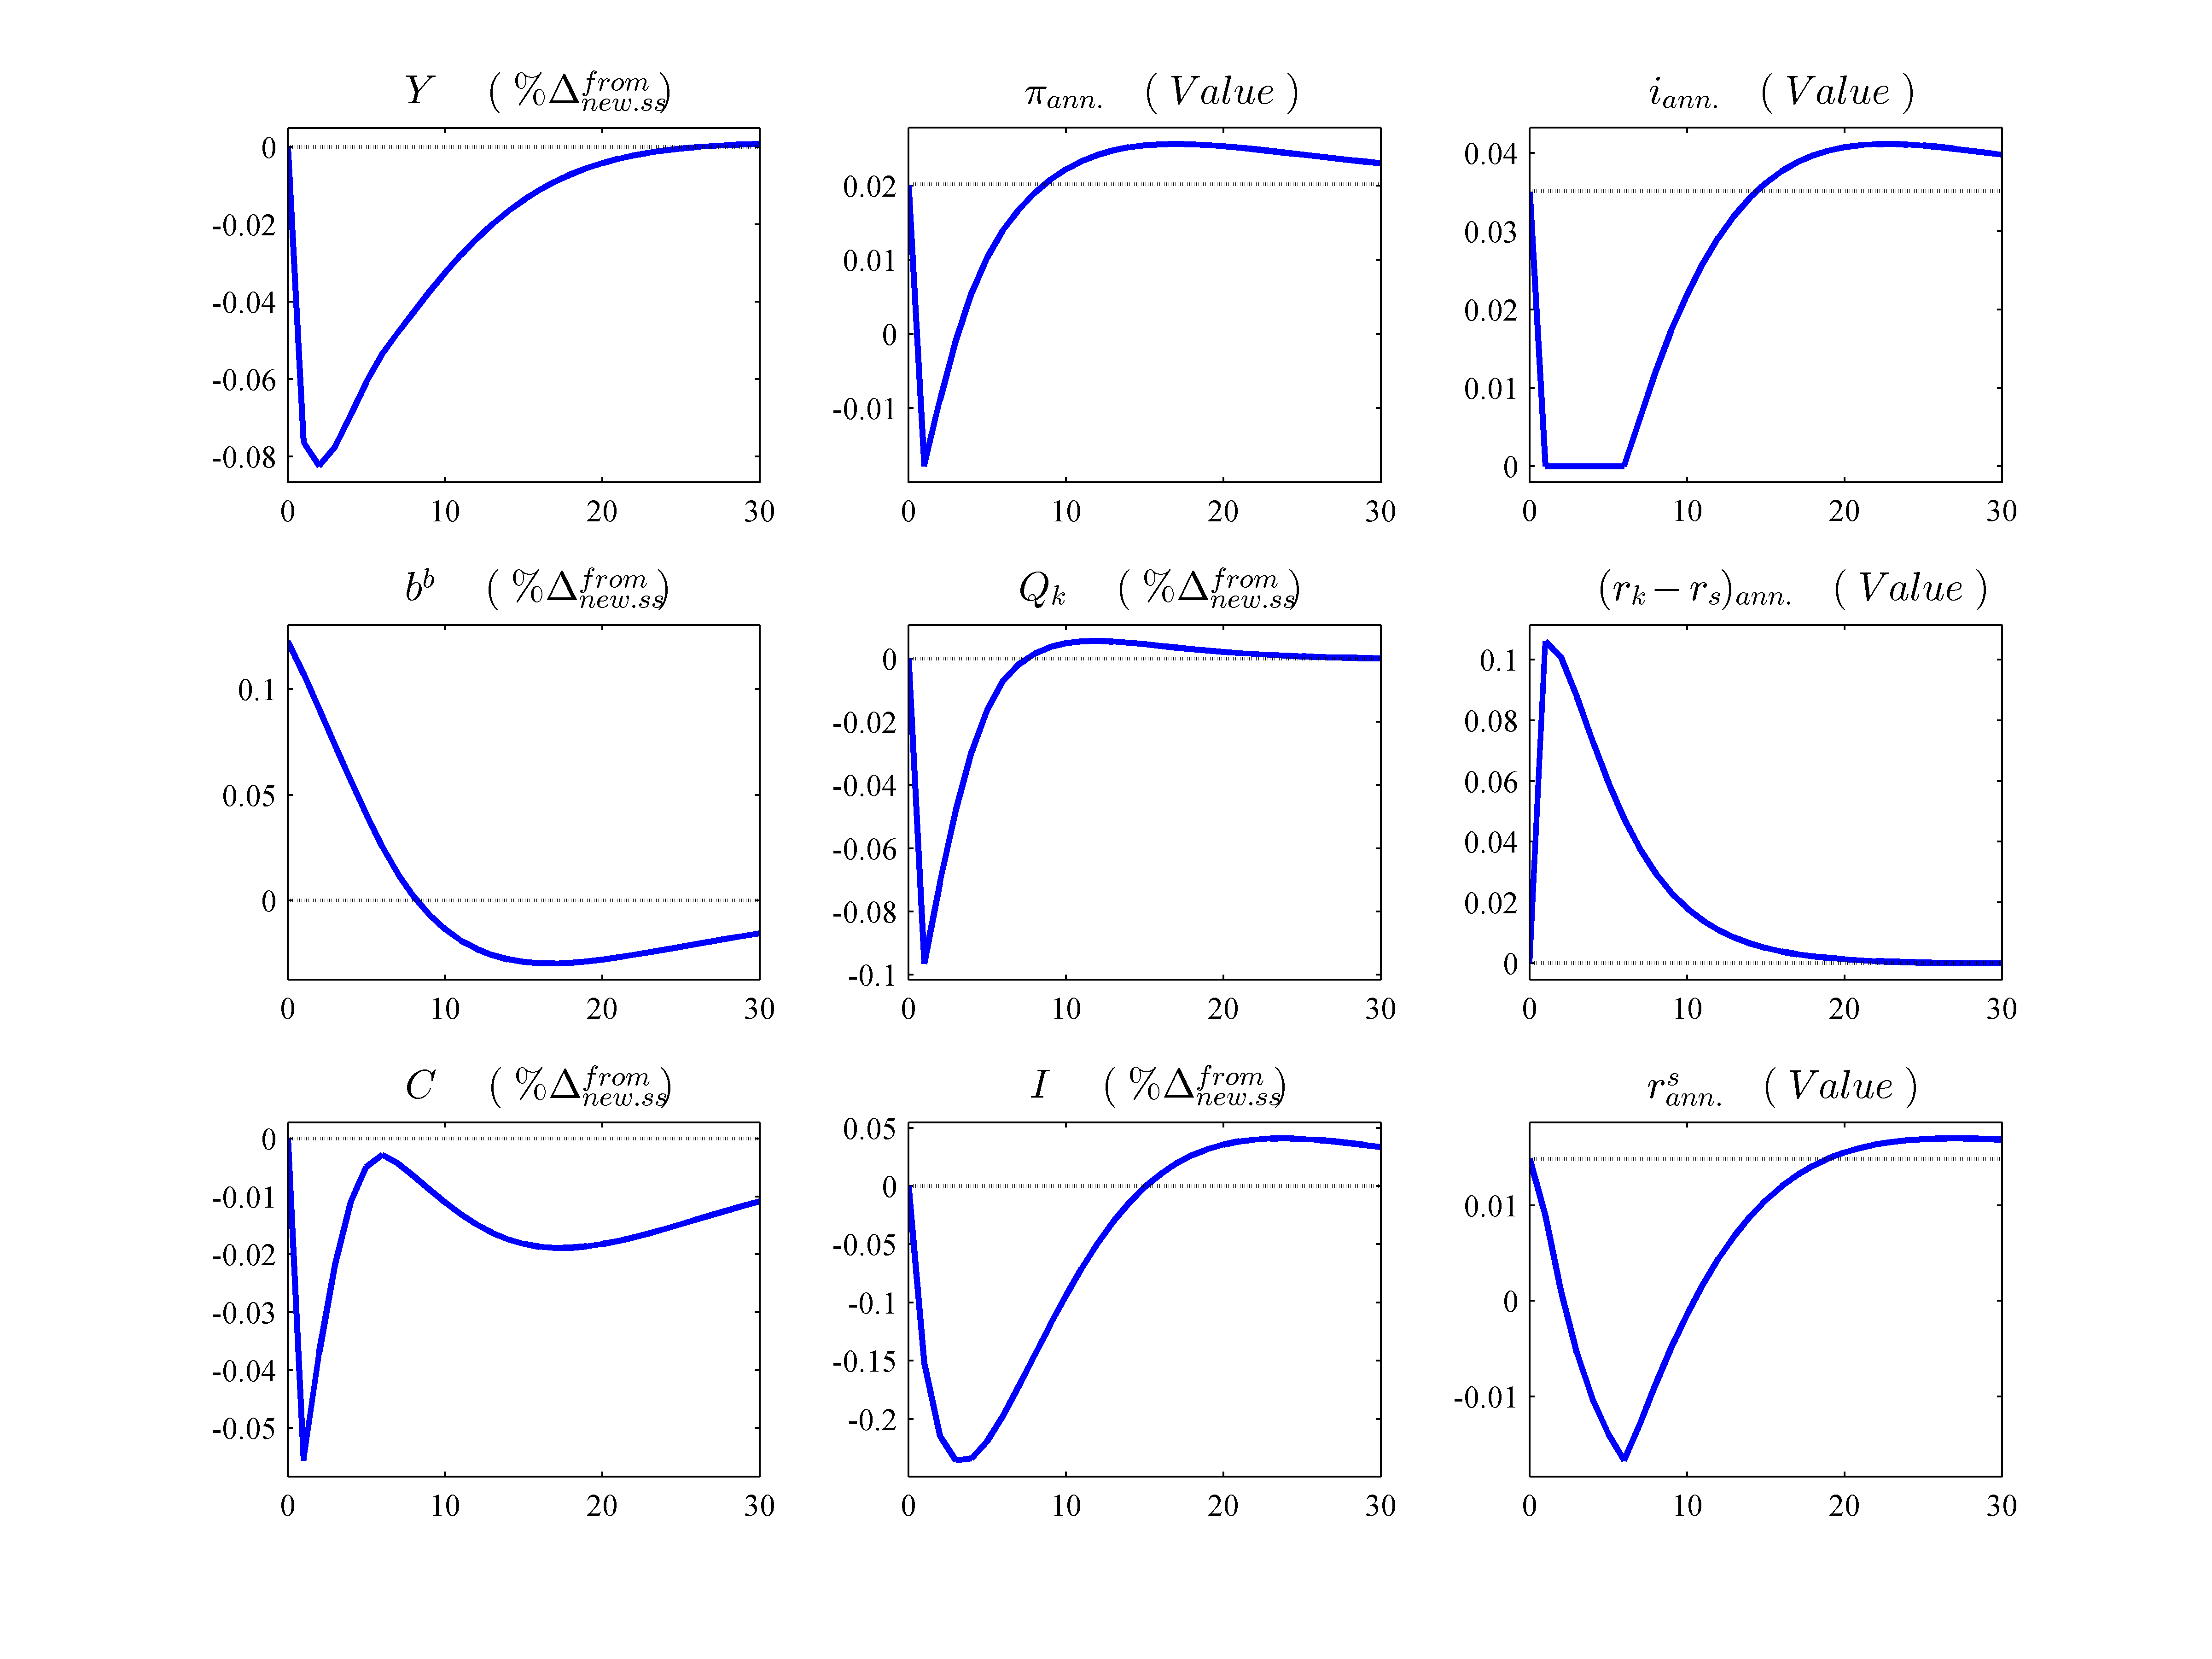 Y ( %Δ^{from}_{new.ss} )
0
-0.02
-0.04
-0.06
-0.08
0 10 20 30
π_{ann.} ( Value )
0.02
0.01
0
-0.01
0 10 20 30
i_{ann.} ( Value )
0.04
0.03
0.02
0.01
0
0 10 20 30
b^b ( %Δ^{from}_{new.ss} )
0.1
0.05
0
0 10 20 30
Q_k ( %Δ^{from}_{new.ss} )
0
-0.02
-0.04
-0.06
-0.08
-0.1
0 10 20 30
(r_k − r_s)_{ann.} ( Value )
0.1
0.08
0.06
0.04
0.02
0
0 10 20 30
C ( %Δ^{from}_{new.ss} )
0
-0.01
-0.02
-0.03
-0.04
-0.05
0 10 20 30
I ( %Δ^{from}_{new.ss} )
0.05
0
-0.05
-0.1
-0.15
-0.2
0 10 20 30
r^s_{ann.} ( Value )
0.01
0
-0.01
0 10 20 30